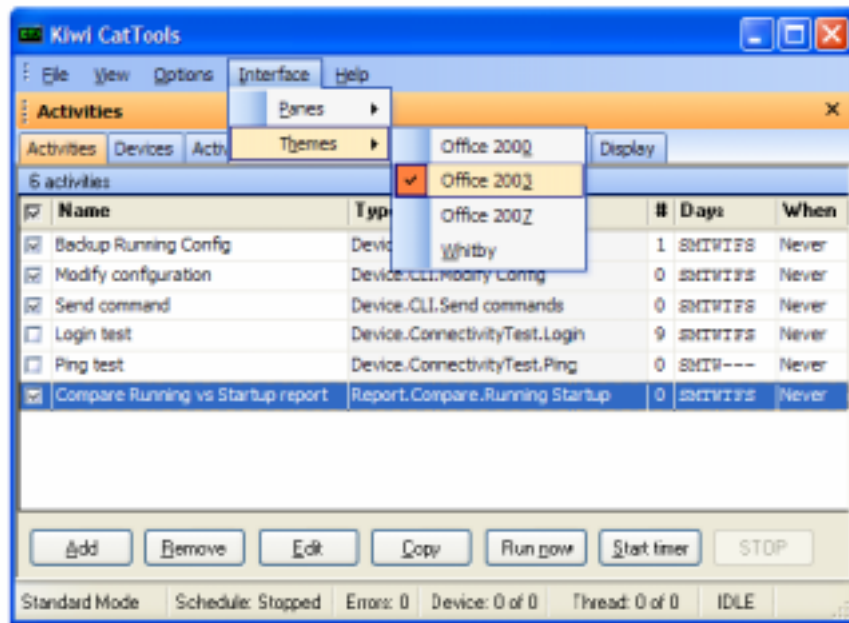 Kiwi CatTools
File View Options Interface Help
Activities Panes
Activities Devices Themes Office 2000 Display
6 activities Office 2003
Name # Days When
Office 2007
Backup Running Config 1 SMTWTFS Never
Whitby
Modify configuration Device.CLI.Modify Config 0 SMTWTFS Never
Send command Device.CLI.Send commands 0 SMTWTFS Never
Login test Device.ConnectivityTest.Login 9 SMTWTFS Never
Ping test Device.ConnectivityTest.Ping 0 SMTW--- Never
Compare Running vs Startup report Report.Compare.Running Startup 0 SMTWTFS Never
Add Remove Edit Copy Run now Start timer STOP
Standard Mode Schedule: Stopped Errors: 0 Device: 0 of 0 Thread: 0 of 0 IDLE